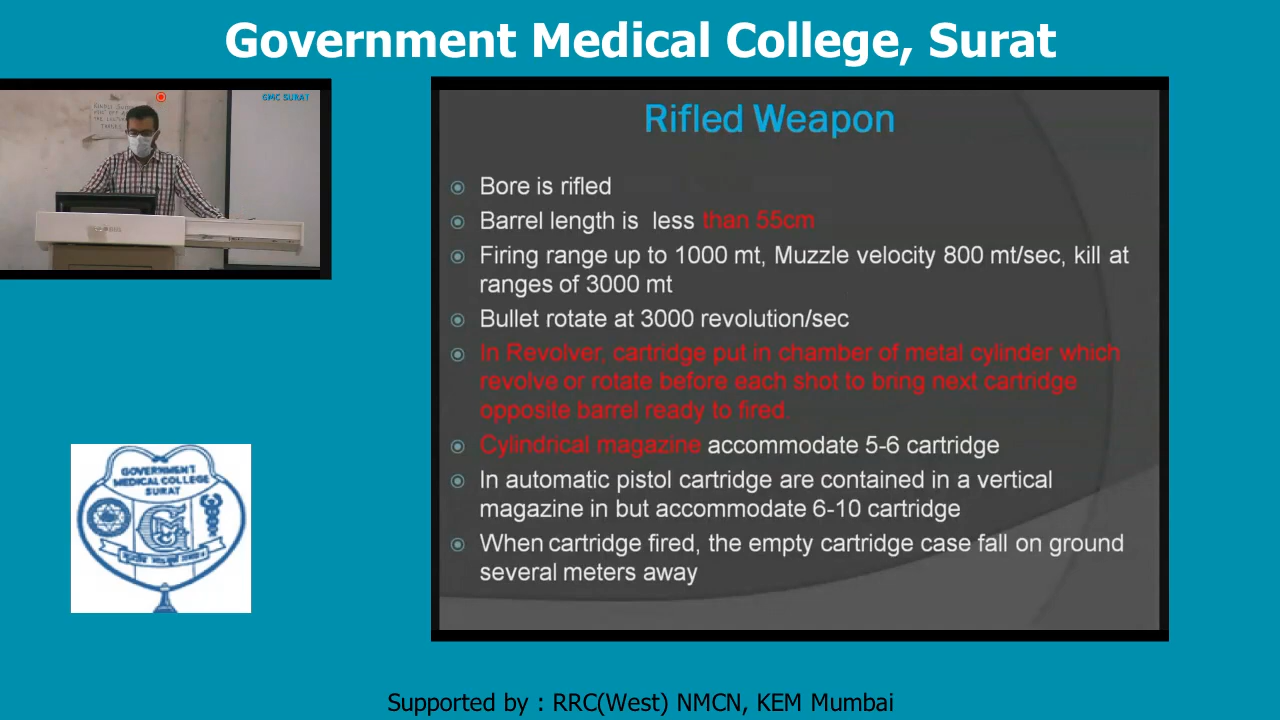 Government Medical College, Surat
GMC SURAT
Rifled Weapon
Bore is rifled
Barrel length is less than 55cm
Firing range up to 1000 mt, Muzzle velocity 800 mt/sec, kill at
ranges of 3000 mt
Bullet rotate at 3000 revolution/sec
In Revolver, cartridge put in chamber of metal cylinder which
revolve or rotate before each shot to bring next cartridge
opposite barrel ready to fired.
Cylindrical magazine accommodate 5-6 cartridge
In automatic pistol cartridge are contained in a vertical
magazine in but accommodate 6-10 cartridge
When cartridge fired, the empty cartridge case fall on ground
several meters away
GOVERNMENT
MEDICAL COLLEGE
SURAT
Supported by : RRC(West) NMCN, KEM Mumbai